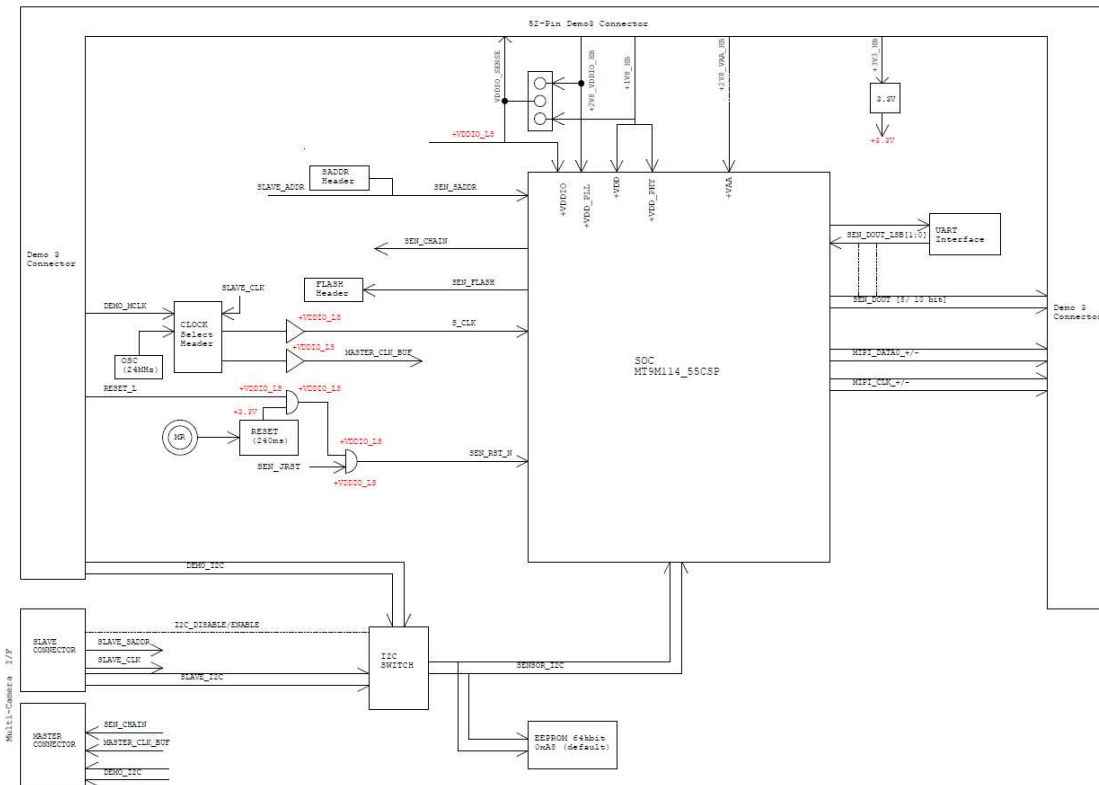 52-Pin Demo3 Connector
VDDIO_SENSE
+2V8_VDDIO_HB
+1V8_HB
+2V8_VAA_HB
+3V3_HB
3.3V
+3.3V
+VDDIO_LS
SADDR
Header
SLAVE_ADDR
SEN_SADDR
+VDDIO
+VDD_PLL
+VDD
+VDD_PHY
+VAA
Demo 3
Connector
SEN_CHAIN
SEN_DOUT_LSB[1:0]
UART
Interface
FLASH
Header
SEN_FLASH
SLAVE_CLK
SEN_DOUT [8/ 10 bit]
Demo 3
Connector
DEMO_MCLK
CLOCK
Select
Header
+VDDIO_LS
S_CLK
OSC
(24MHz)
+VDDIO_LS
MASTER_CLK_BUF
SOC
MT9M114_55CSP
MIPI_DATA0_+/-
MIPI_CLK_+/-
RESET_L
+VDDIO_LS
+VDDIO_LS
+3.3V
MR
RESET
(240ms)
+VDDIO_LS
SEN_JRST
SEN_RST_N
+VDDIO_LS
DEMO_I2C
Multi-Camera I/F
SLAVE
CONNECTOR
I2C_DISABLE/ENABLE
SLAVE_SADDR
SLAVE_CLK
SLAVE_I2C
I2C
SWITCH
SENSOR_I2C
MASTER
CONNECTOR
SEN_CHAIN
MASTER_CLK_BUF
DEMO_I2C
EEPROM 64kbit
0xA8 (default)